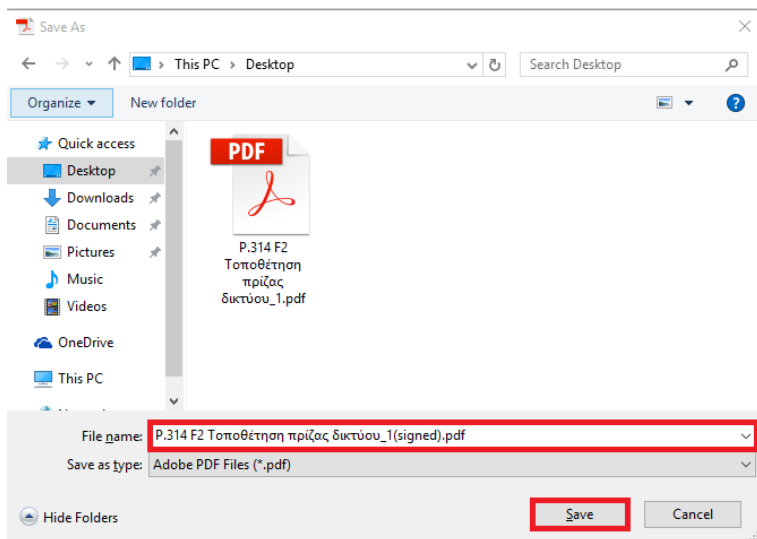 Save As
This PC > Desktop
Search Desktop
Organize
New folder
?
Quick access
Desktop
Downloads
Documents
Pictures
Music
Videos
OneDrive
This PC
PDF
P.314 F2
Τοποθέτηση
πρίζας
δικτύου_1.pdf
File name: P.314 F2 Τοποθέτηση πρίζας δικτύου_1(signed).pdf
Save as type: Adobe PDF Files (*.pdf)
Hide Folders
Save
Cancel